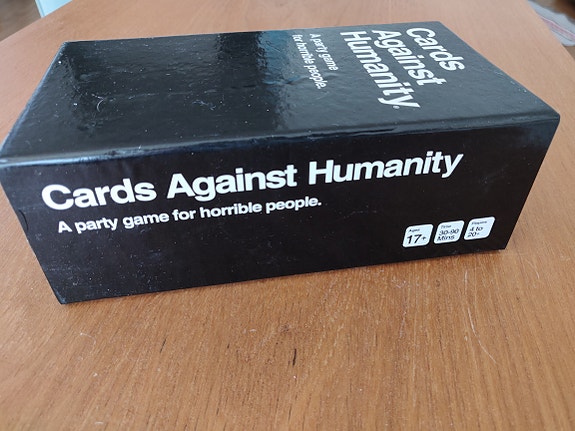 Cards
Against
Humanity®
A party game
for horrible people.
Cards Against Humanity
A party game for horrible people.
Ages
17+
Time
30-90
Mins
Players
4 to
20+